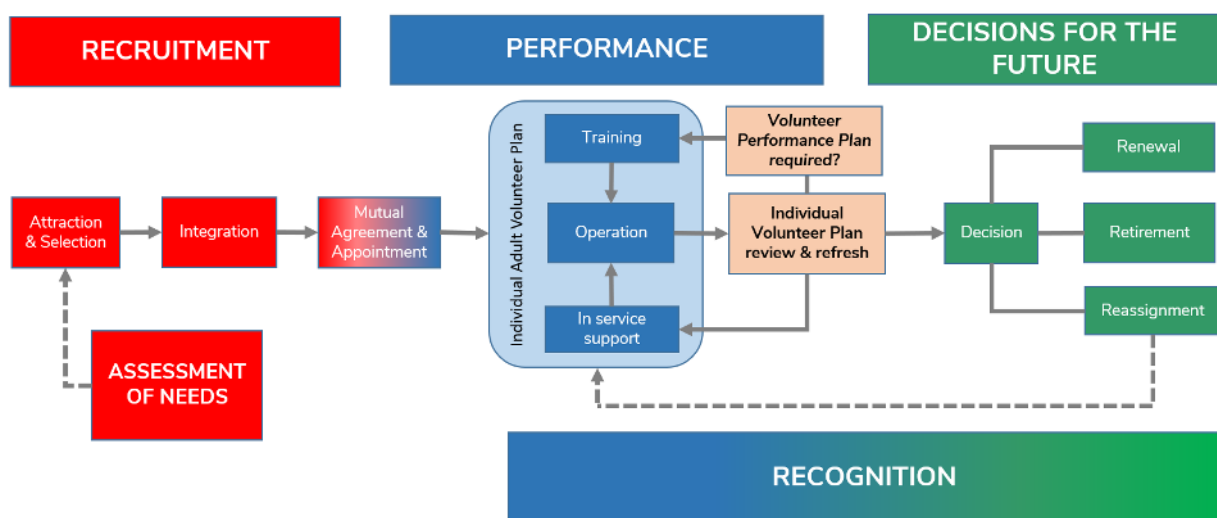 RECRUITMENT
PERFORMANCE
DECISIONS FOR THE
FUTURE
Attraction
& Selection
Integration
Mutual
Agreement &
Appointment
ASSESSMENT
OF NEEDS
Individual Adult Volunteer Plan
Training
Operation
In service
support
Volunteer
Performance Plan
required?
Individual
Volunteer Plan
review & refresh
Decision
Renewal
Retirement
Reassignment
RECOGNITION